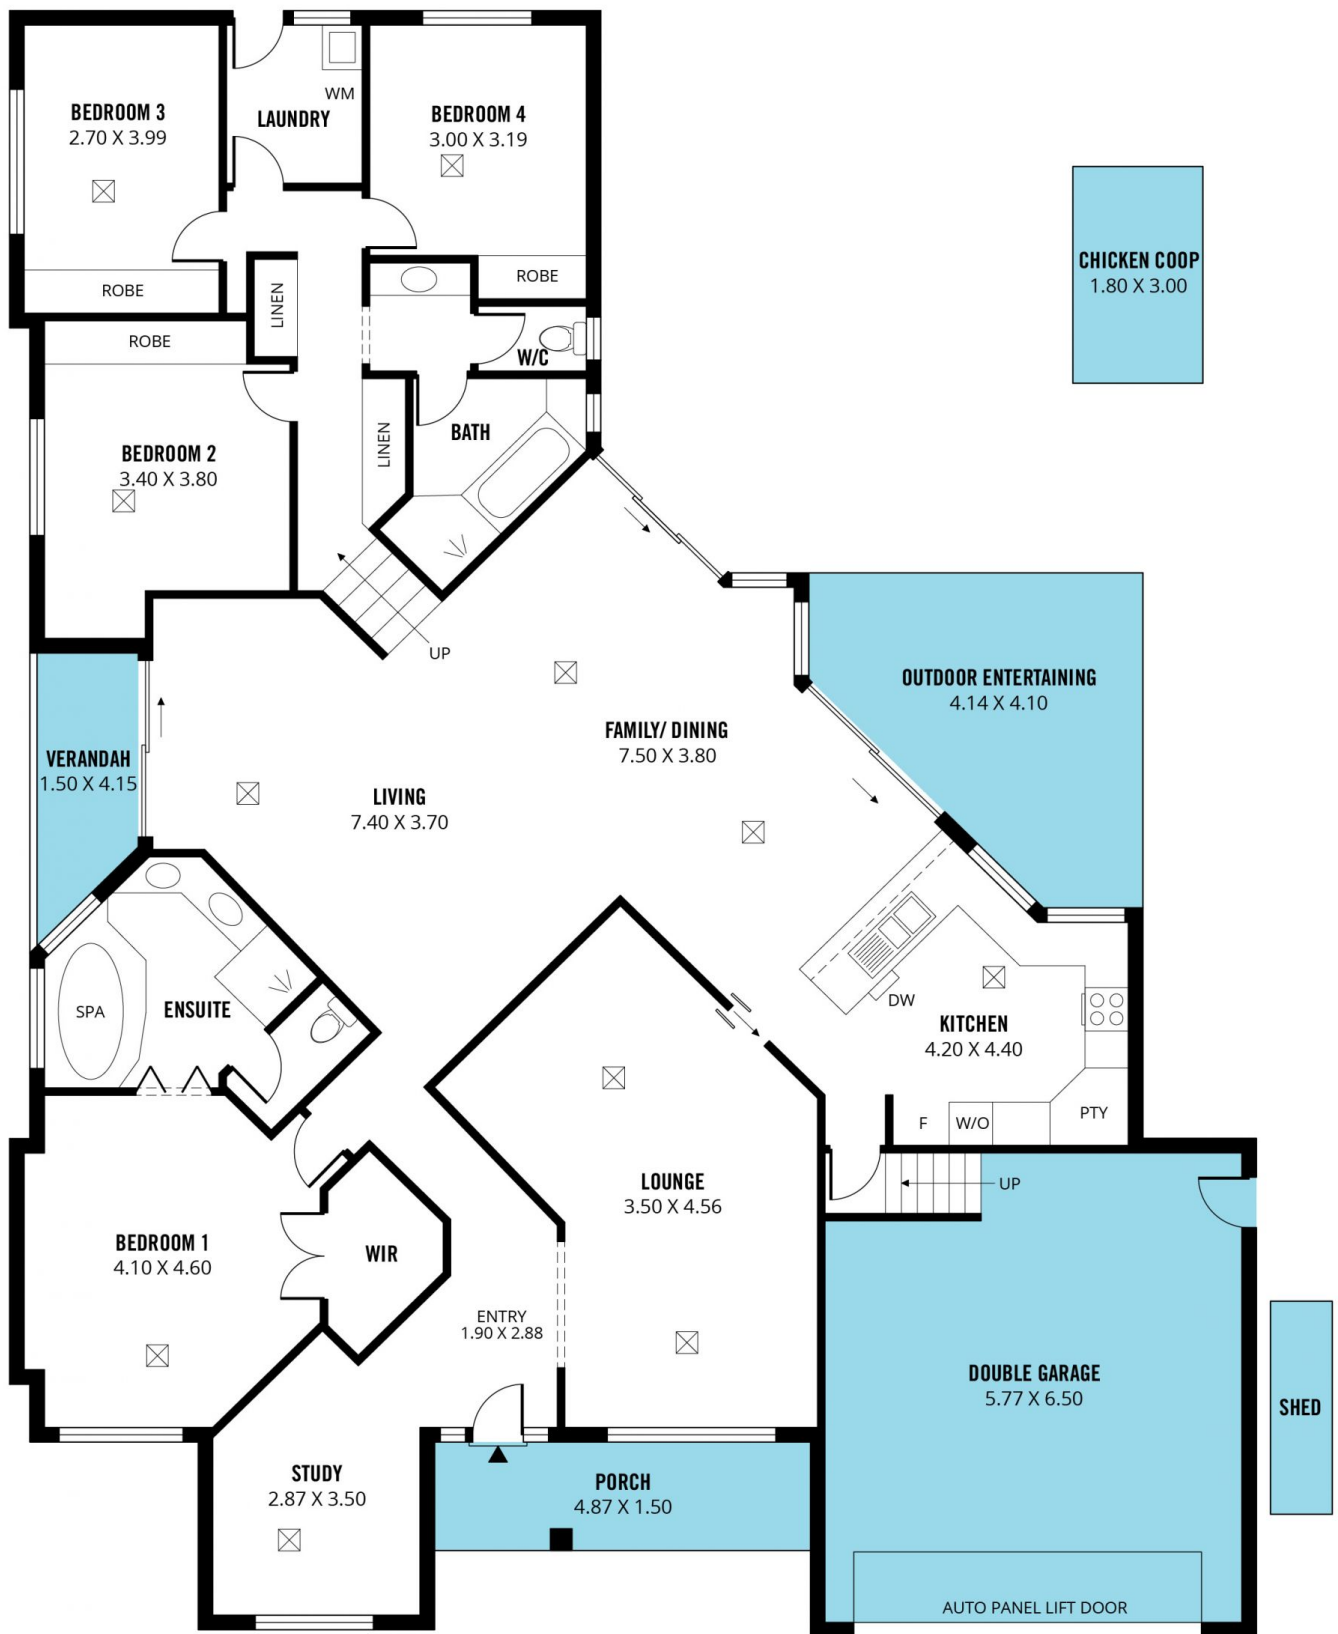 BEDROOM 3
2.70 X 3.99
LAUNDRY
WM
BEDROOM 4
3.00 X 3.19
ROBE
ROBE
LINEN
ROBE
W/C
CHICKEN COOP
1.80 X 3.00
BEDROOM 2
3.40 X 3.80
LINEN
BATH
UP
VERANDAH
1.50 X 4.15
LIVING
7.40 X 3.70
FAMILY/ DINING
7.50 X 3.80
OUTDOOR ENTERTAINING
4.14 X 4.10
SPA
ENSUITE
DW
KITCHEN
4.20 X 4.40
F
W/O
PTY
UP
BEDROOM 1
4.10 X 4.60
WIR
LOUNGE
3.50 X 4.56
ENTRY
1.90 X 2.88
DOUBLE GARAGE
5.77 X 6.50
SHED
STUDY
2.87 X 3.50
PORCH
4.87 X 1.50
AUTO PANEL LIFT DOOR